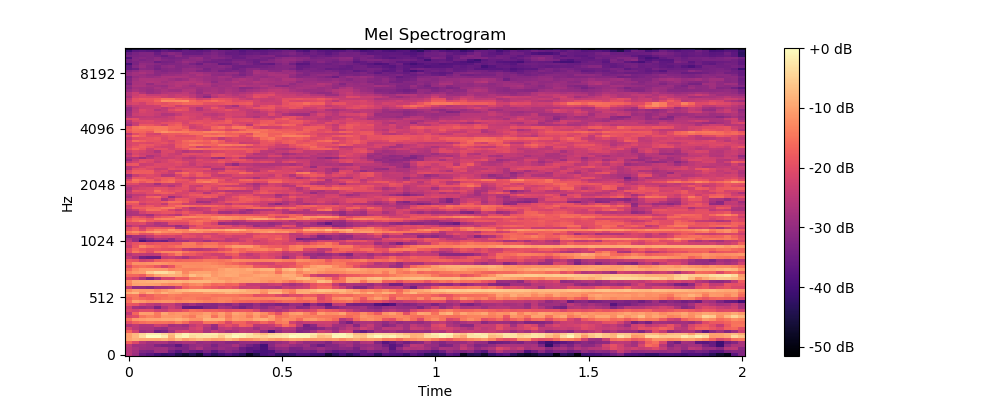 Mel Spectrogram
Hz
8192
4096
2048
1024
512
0
0 0.5 1 1.5 2
Time
+0 dB
-10 dB
-20 dB
-30 dB
-40 dB
-50 dB